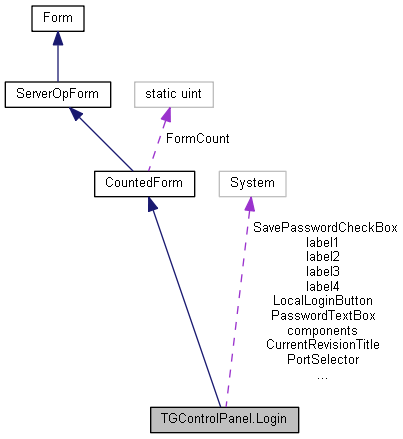 Form
ServerOpForm
static uint
FormCount
CountedForm
System
SavePasswordCheckBox
label1
label2
label3
label4
LocalLoginButton
PasswordTextBox
components
CurrentRevisionTitle
PortSelector
...
TGControlPanel.Login